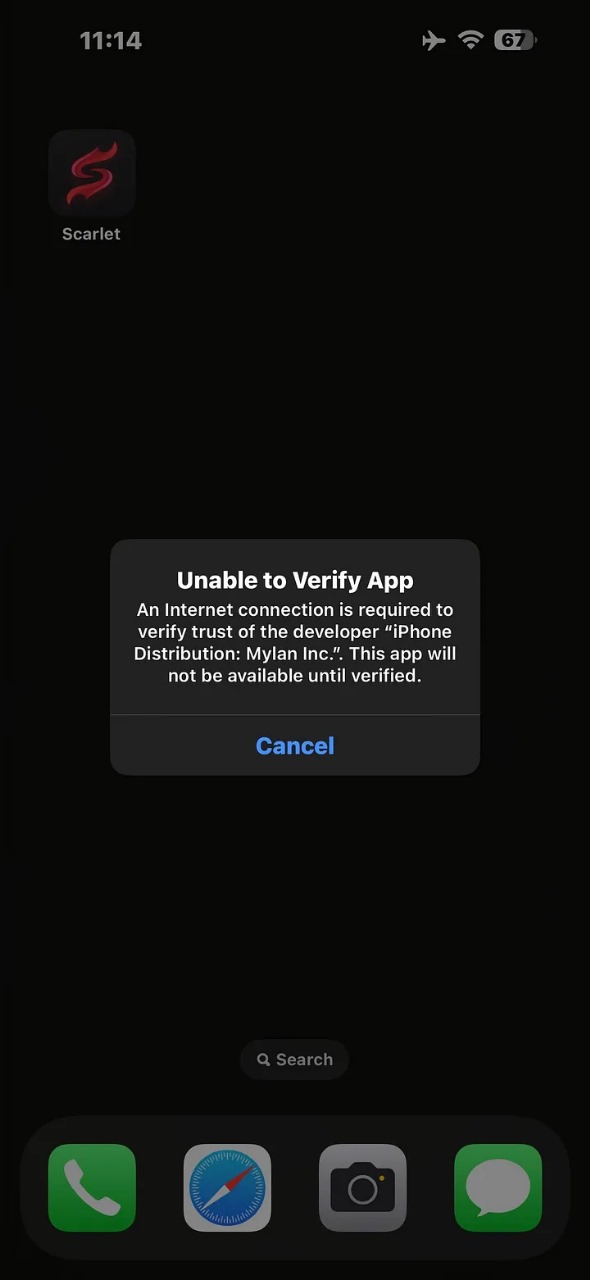 11:14
67
Scarlet
Unable to Verify App
An Internet connection is required to
verify trust of the developer “iPhone
Distribution: Mylan Inc.”. This app will
not be available until verified.
Cancel
Search